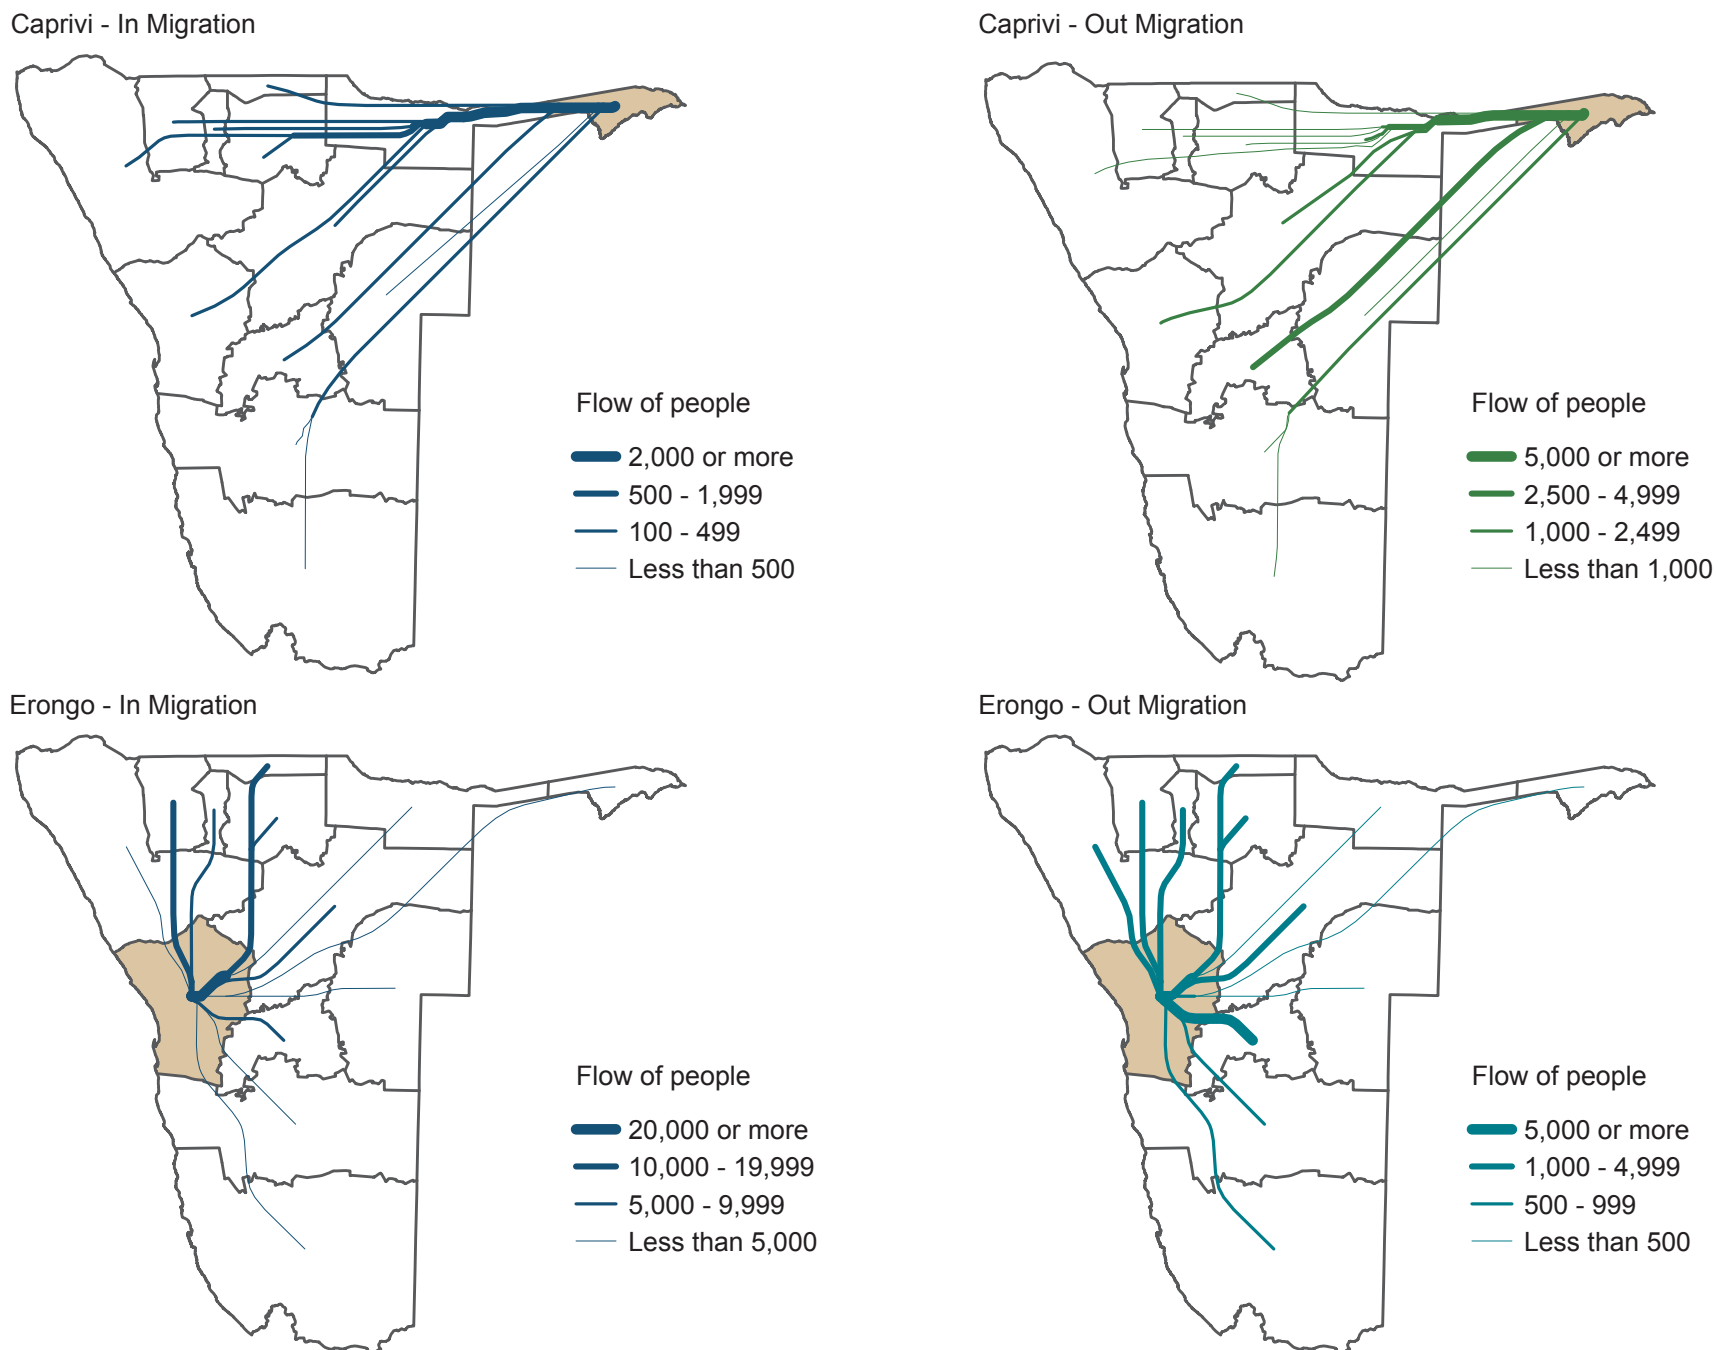 Caprivi - In Migration
Flow of people
2,000 or more
500 - 1,999
100 - 499
Less than 500
Caprivi - Out Migration
Flow of people
5,000 or more
2,500 - 4,999
1,000 - 2,499
Less than 1,000
Erongo - In Migration
Flow of people
20,000 or more
10,000 - 19,999
5,000 - 9,999
Less than 5,000
Erongo - Out Migration
Flow of people
5,000 or more
1,000 - 4,999
500 - 999
Less than 500